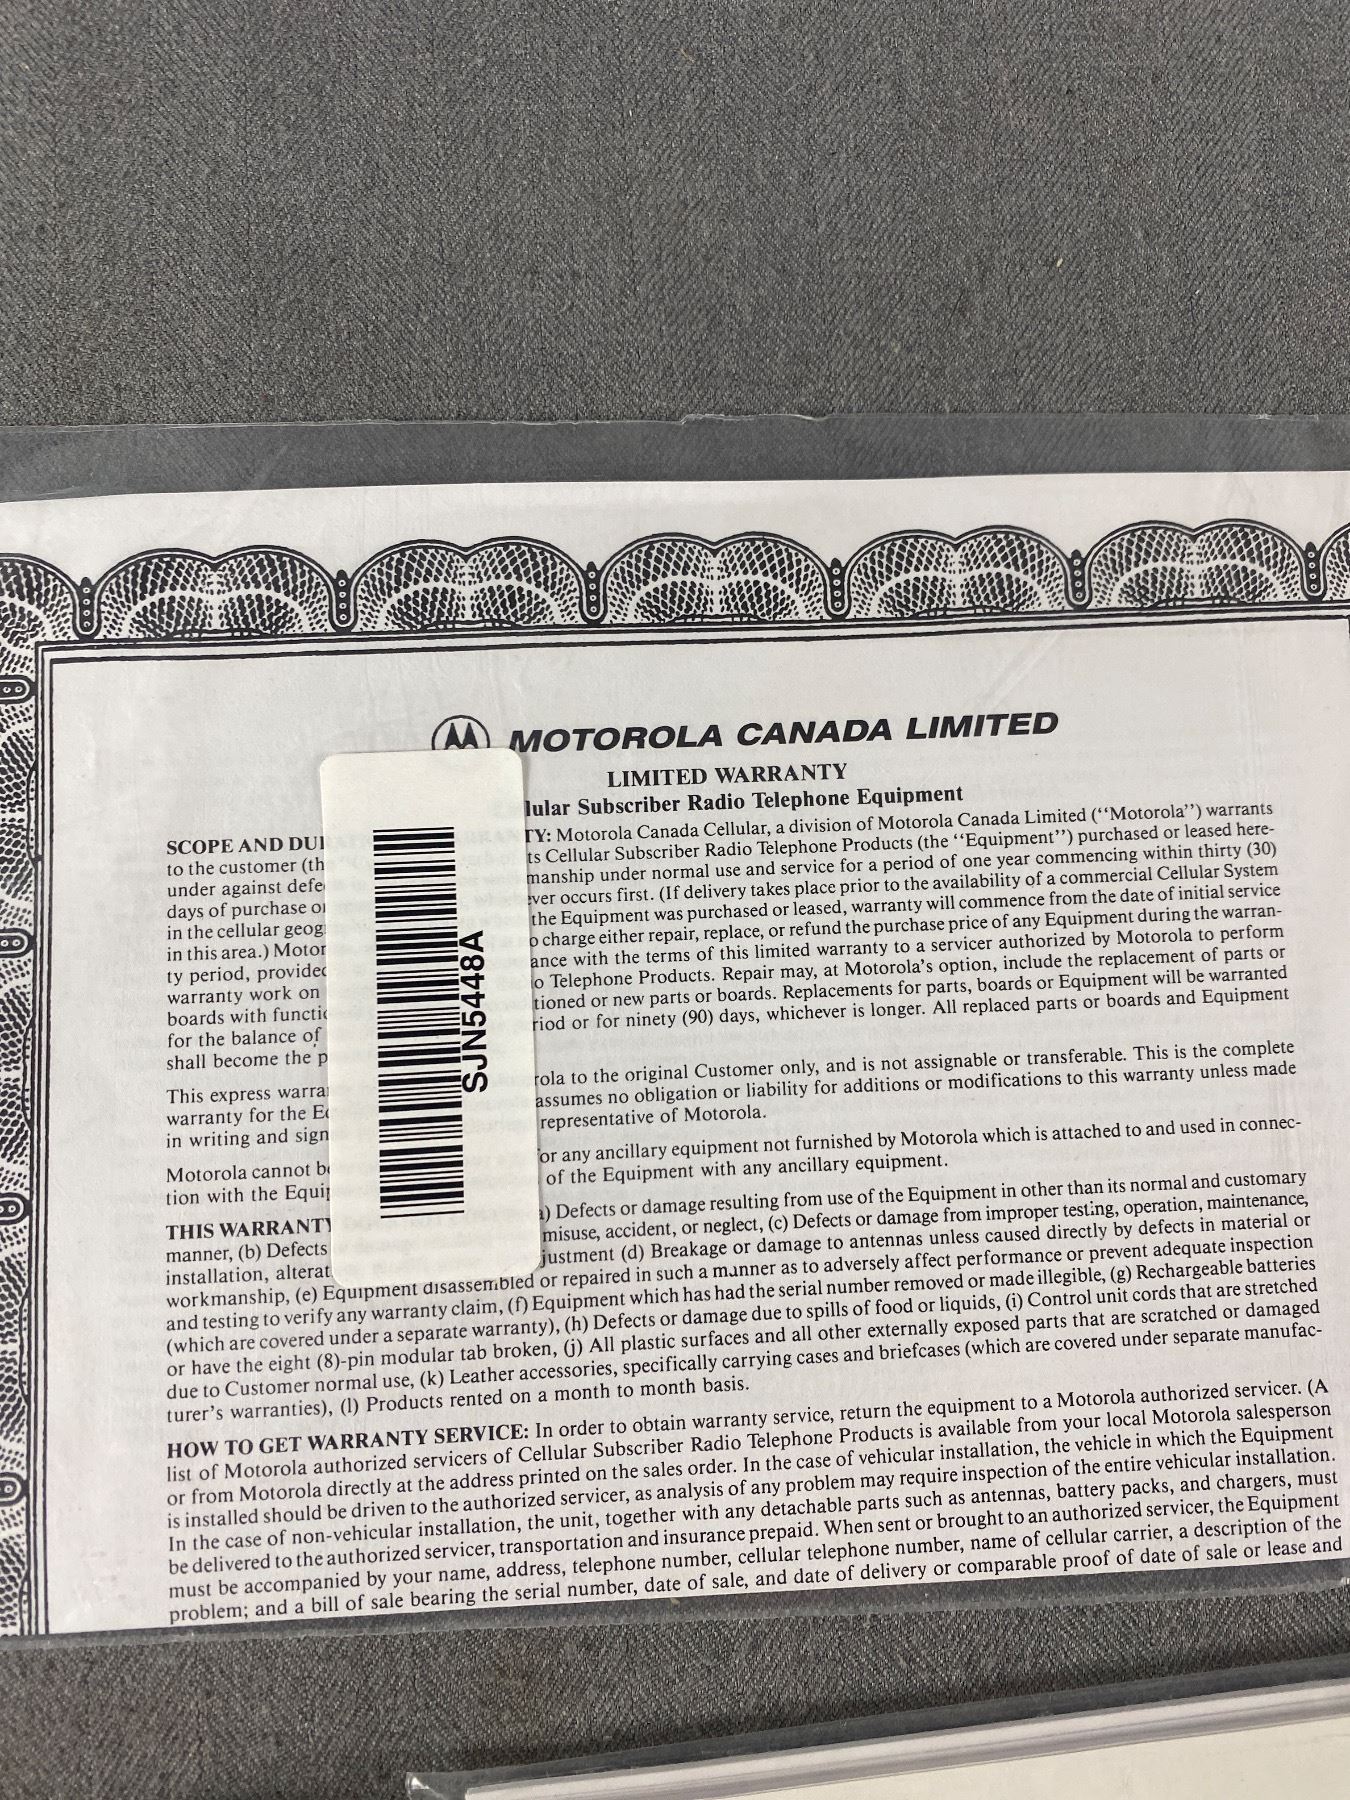 MOTOROLA CANADA LIMITED
LIMITED WARRANTY
lular Subscriber Radio Telephone Equipment
SCOPE AND DU TY: Motorola Canada Cellular, a division of Motorola Canada Limited (“Motorola”) warrants
to the customer (th ts Cellular Subscriber Radio Telephone Products (the “Equipment”) purchased or leased here-
under against defe manship under normal use and service for a period of one year commencing within thirty (30)
days of purchase or ver occurs first. (If delivery takes place prior to the availability of a commercial Cellular System
in the cellular geog the Equipment was purchased or leased, warranty will commence from the date of initial service
in this area.) Motor o charge either repair, replace, or refund the purchase price of any Equipment during the warran-
ty period, provided ance with the terms of this limited warranty to a servicer authorized by Motorola to perform
warranty work on o Telephone Products. Repair may, at Motorola’s option, include the replacement of parts or
boards with functi tioned or new parts or boards. Replacements for parts, boards or Equipment will be warranted
for the balance of riod or for ninety (90) days, whichever is longer. All replaced parts or boards and Equipment
shall become the p
This express warra rola to the original Customer only, and is not assignable or transferable. This is the complete
warranty for the E assumes no obligation or liability for additions or modifications to this warranty unless made
in writing and sign representative of Motorola.
Motorola cannot b or any ancillary equipment not furnished by Motorola which is attached to and used in connec-
tion with the Equip of the Equipment with any ancillary equipment.
THIS WARRANTY ) Defects or damage resulting from use of the Equipment in other than its normal and customary
manner, (b) Defects misuse, accident, or neglect, (c) Defects or damage from improper testing, operation, maintenance,
installation, alterat justment (d) Breakage or damage to antennas unless caused directly by defects in material or
workmanship, (e) Equipment disassembled or repaired in such a manner as to adversely affect performance or prevent adequate inspection
and testing to verify any warranty claim, (f) Equipment which has had the serial number removed or made illegible, (g) Rechargeable batteries
(which are covered under a separate warranty), (h) Defects or damage due to spills of food or liquids, (i) Control unit cords that are stretched
or have the eight (8)-pin modular tab broken, (j) All plastic surfaces and all other externally exposed parts that are scratched or damaged
due to Customer normal use, (k) Leather accessories, specifically carrying cases and briefcases (which are covered under separate manufac-
turer’s warranties), (l) Products rented on a month to month basis.
HOW TO GET WARRANTY SERVICE: In order to obtain warranty service, return the equipment to a Motorola authorized servicer. (A
list of Motorola authorized servicers of Cellular Subscriber Radio Telephone Products is available from your local Motorola salesperson
or from Motorola directly at the address printed on the sales order. In the case of vehicular installation, the vehicle in which the Equipment
is installed should be driven to the authorized servicer, as analysis of any problem may require inspection of the entire vehicular installation.
In the case of non-vehicular installation, the unit, together with any detachable parts such as antennas, battery packs, and chargers, must
be delivered to the authorized servicer, transportation and insurance prepaid. When sent or brought to an authorized servicer, the Equipment
must be accompanied by your name, address, telephone number, cellular telephone number, name of cellular carrier, a description of the
problem; and a bill of sale bearing the serial number, date of sale, and date of delivery or comparable proof of date of sale or lease and
SJN5448A